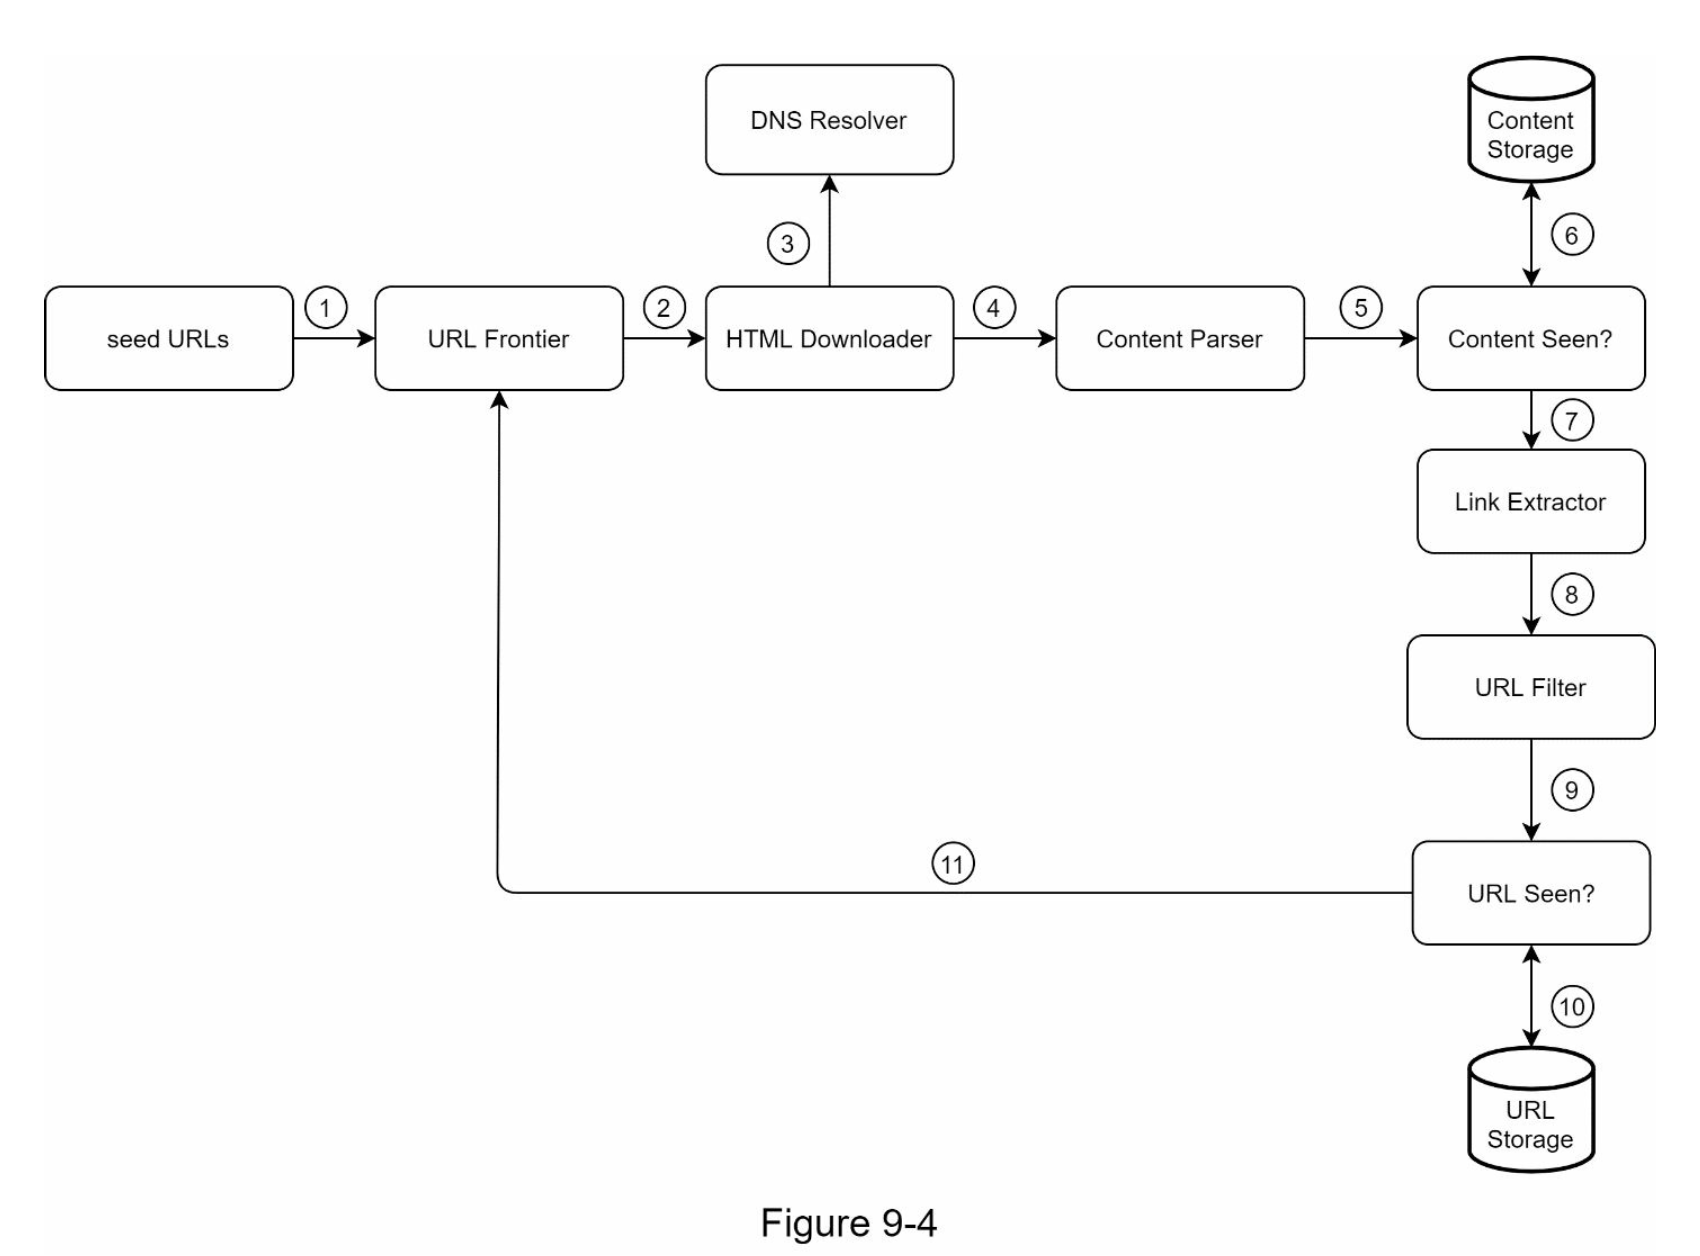 DNS Resolver
Content
Storage
3
6
seed URLs
1
URL Frontier
2
HTML Downloader
4
Content Parser
5
Content Seen?
7
Link Extractor
8
URL Filter
9
11
URL Seen?
10
URL
Storage
Figure 9-4